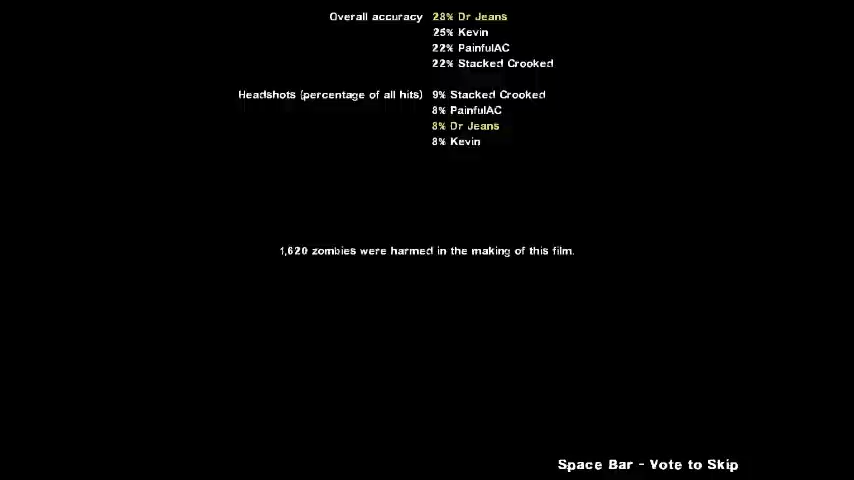 Overall accuracy 28% Dr Jeans
25% Kevin
22% PainfulAC
22% Stacked Crooked
Headshots (percentage of all hits) 9% Stacked Crooked
8% PainfulAC
8% Dr Jeans
8% Kevin
1,620 zombies were harmed in the making of this film.
Space Bar - Vote to Skip